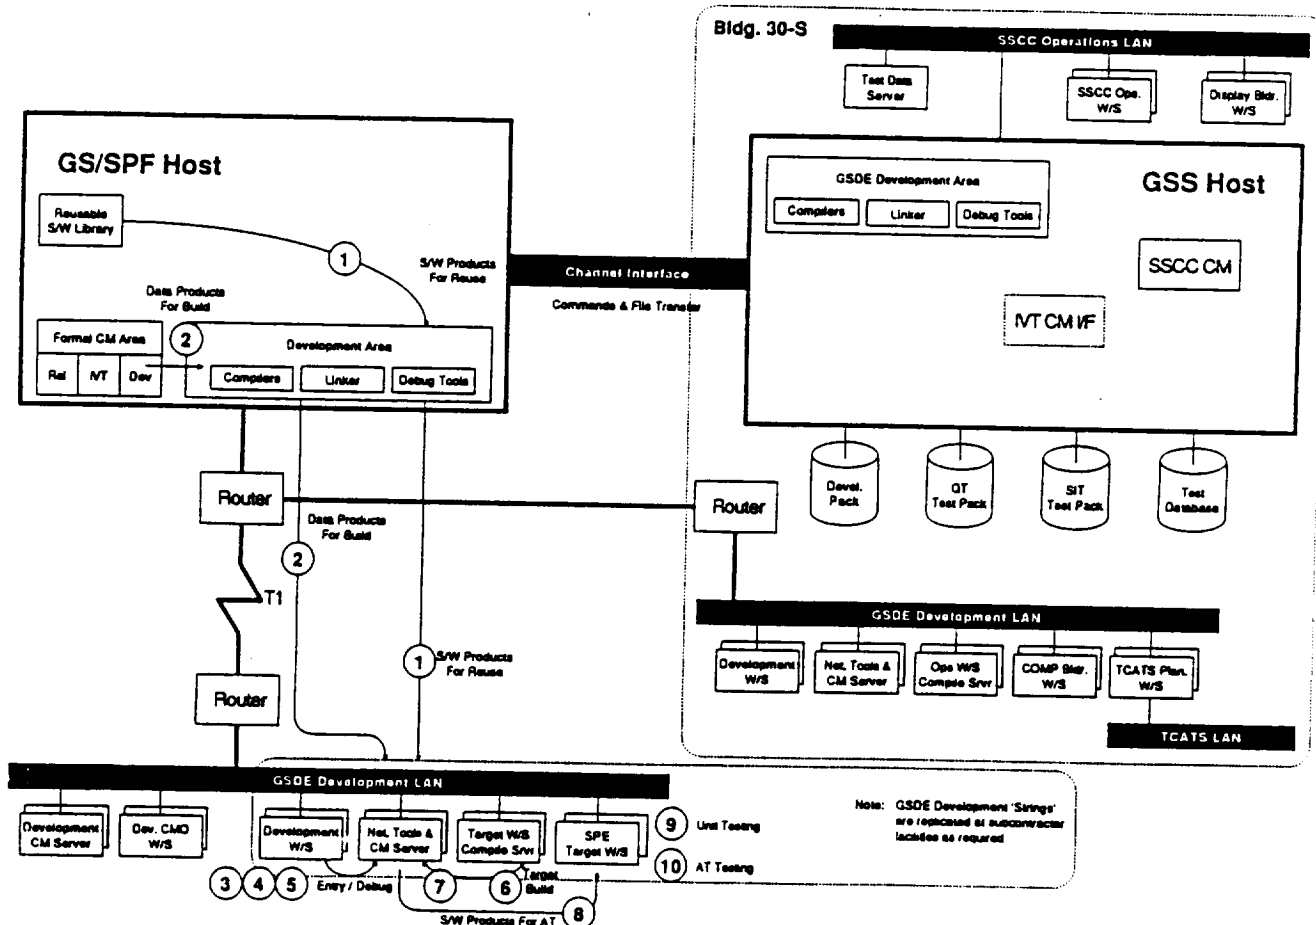 Bldg. 30-S
SSCC Operations LAN
Test Data
Server
SSCC Ops.
W/S
Display Bldr.
W/S
GS/SPF Host
Reusable
S/W Library
1
S/W Products
For Reuse
Data Products
For Build
2
Formal CM Area
Rel
IVT
Dev
Development Area
Compilers
Linker
Debug Tools
Channel Interface
Commands & File Transfer
GSS Host
GSDE Development Area
Compilers
Linker
Debug Tools
SSCC CM
IVT CM I/F
Devel.
Pack
QT
Test Pack
SIT
Test Pack
Test
Database
Router
Data Products
For Build
2
Router
T1
1
S/W Products
For Reuse
Router
GSDE Development LAN
Development
W/S
Net, Tools &
CM Server
Ops W/S
Compile Srvr
COMP Bldr.
W/S
TCATS Plan.
W/S
TCATS LAN
GSDE Development LAN
Development
CM Server
Dev. CMO
W/S
Development
W/S
Net, Tools &
CM Server
Target W/S
Compile Srvr
SPE
Target W/S
9
Unit Testing
10
AT Testing
Note: GSDE Development 'Strings'
are replicated at subcontractor
facilities as required
3
4
5
Entry / Debug
7
6
Target
Build
S/W Products For AT
8